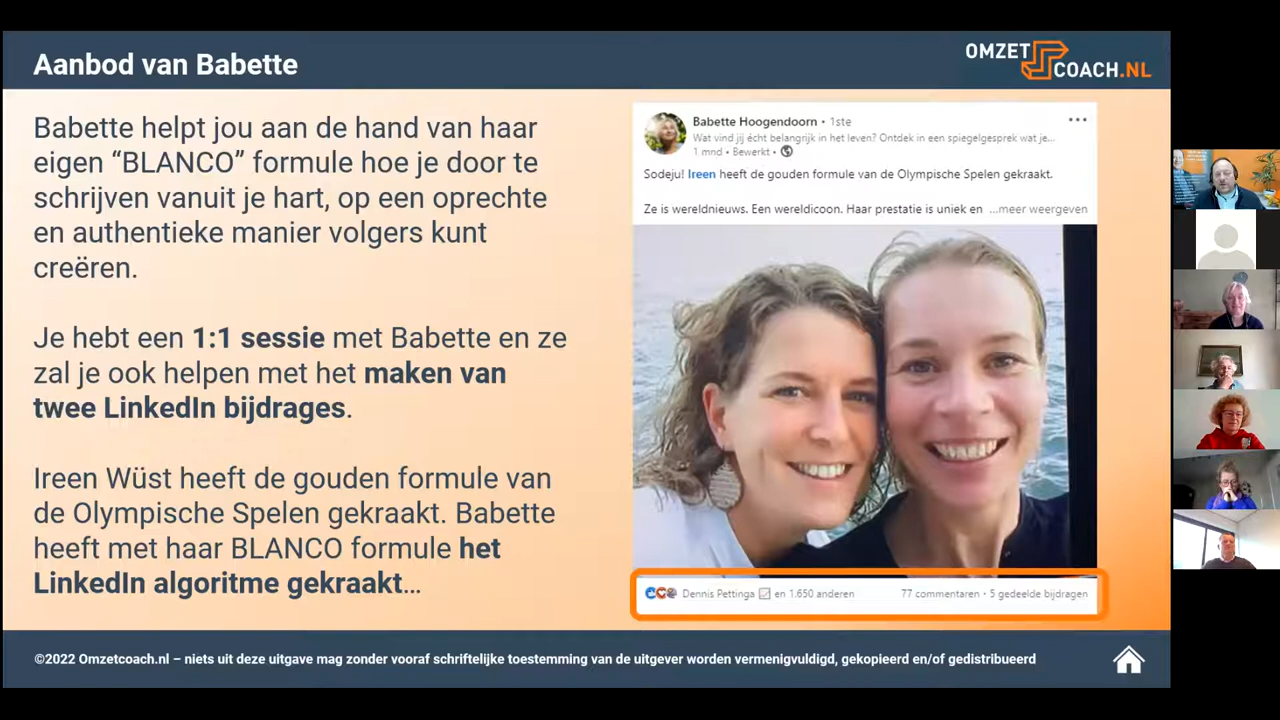 Aanbod van Babette
OMZET
COACH.NL
Babette helpt jou aan de hand van haar
eigen “BLANCO” formule hoe je door te
schrijven vanuit je hart, op een oprechte
en authentieke manier volgers kunt
creëren.
Je hebt een 1:1 sessie met Babette en ze
zal je ook helpen met het maken van
twee LinkedIn bijdrages.
Ireen Wüst heeft de gouden formule van
de Olympische Spelen gekraakt. Babette
heeft met haar BLANCO formule het
LinkedIn algoritme gekraakt…
Babette Hoogendoorn • 1ste
Wat vind jij écht belangrijk in het leven? Ontdek in een spiegelgesprek wat je…
1 mnd • Bewerkt •
Sodeju! Ireen heeft de gouden formule van de Olympische Spelen gekraakt.
Ze is wereldnieuws. Een wereldicoon. Haar prestatie is uniek en …meer weergeven
Dennis Pettinga en 1.650 anderen 77 commentaren • 5 gedeelde bijdragen
©2022 Omzetcoach.nl – niets uit deze uitgave mag zonder vooraf schriftelijke toestemming van de uitgever worden vermenigvuldigd, gekopieerd en/of gedistribueerd